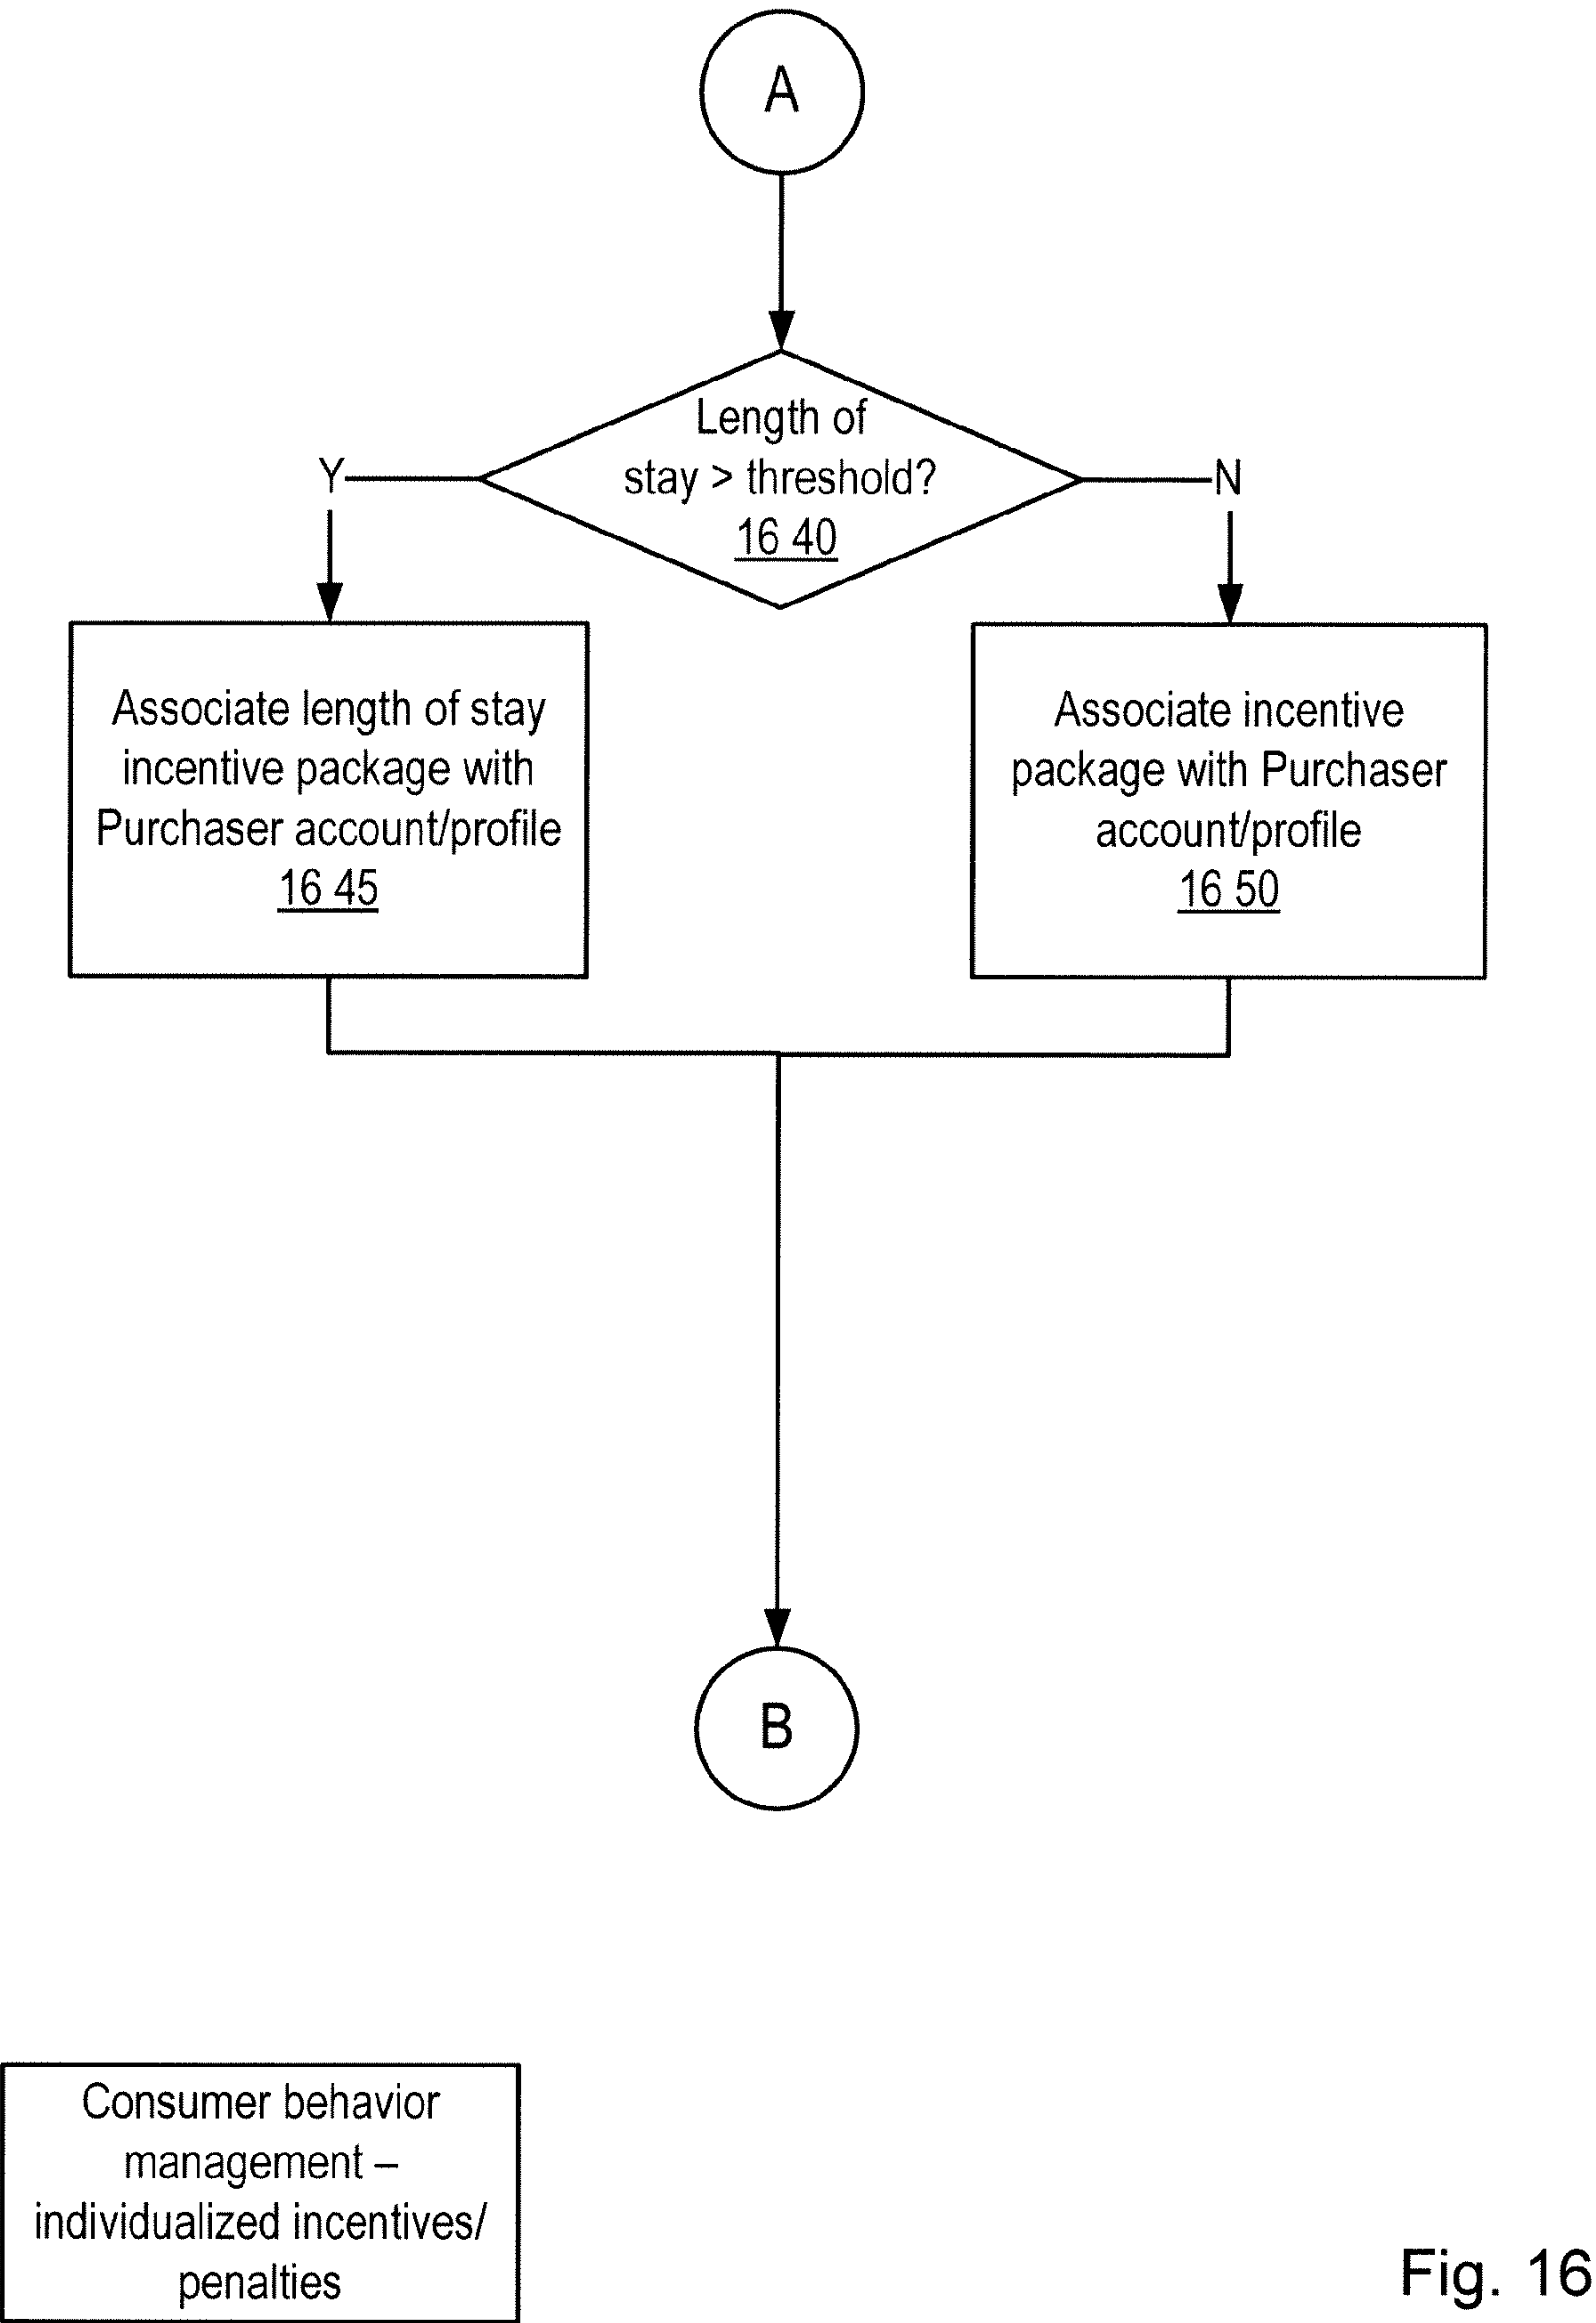 A
Length of
stay > threshold?
16 40
Y
N
Associate length of stay
incentive package with
Purchaser account/profile
16 45
Associate incentive
package with Purchaser
account/profile
16 50
B
Consumer behavior
management –
individualized incentives/
penalties
Fig. 16